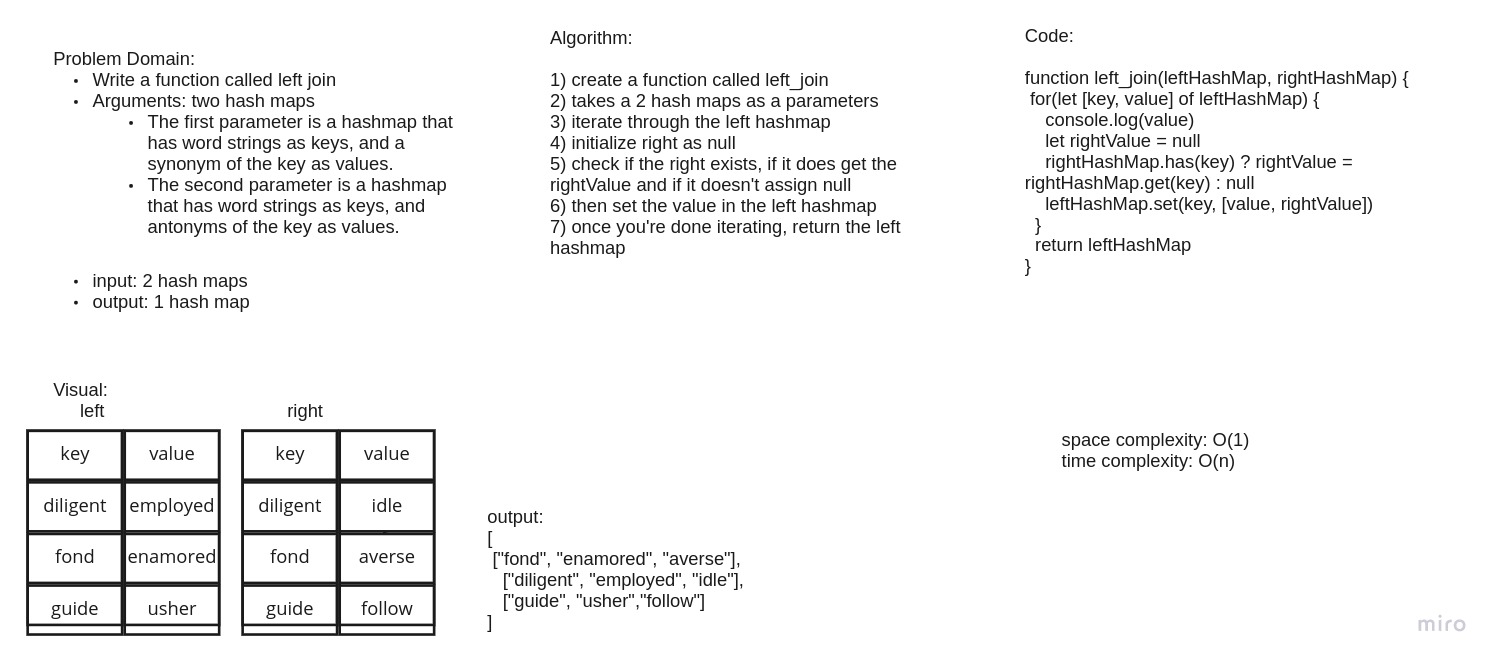 Problem Domain:
• Write a function called left join
• Arguments: two hash maps
• The first parameter is a hashmap that
has word strings as keys, and a
synonym of the key as values.
• The second parameter is a hashmap
that has word strings as keys, and
antonyms of the key as values.
• input: 2 hash maps
• output: 1 hash map
Algorithm:
1) create a function called left_join
2) takes a 2 hash maps as a parameters
3) iterate through the left hashmap
4) initialize right as null
5) check if the right exists, if it does get the
rightValue and if it doesn't assign null
6) then set the value in the left hashmap
7) once you're done iterating, return the left
hashmap
Code:
function left_join(leftHashMap, rightHashMap) {
for(let [key, value] of leftHashMap) {
console.log(value)
let rightValue = null
rightHashMap.has(key) ? rightValue =
rightHashMap.get(key) : null
leftHashMap.set(key, [value, rightValue])
}
return leftHashMap
}
Visual:
left right
key value key value
diligent employed diligent idle
fond enamored fond averse
guide usher guide follow
output:
[
["fond", "enamored", "averse"],
["diligent", "employed", "idle"],
["guide", "usher","follow"]
]
space complexity: O(1)
time complexity: O(n)
miro